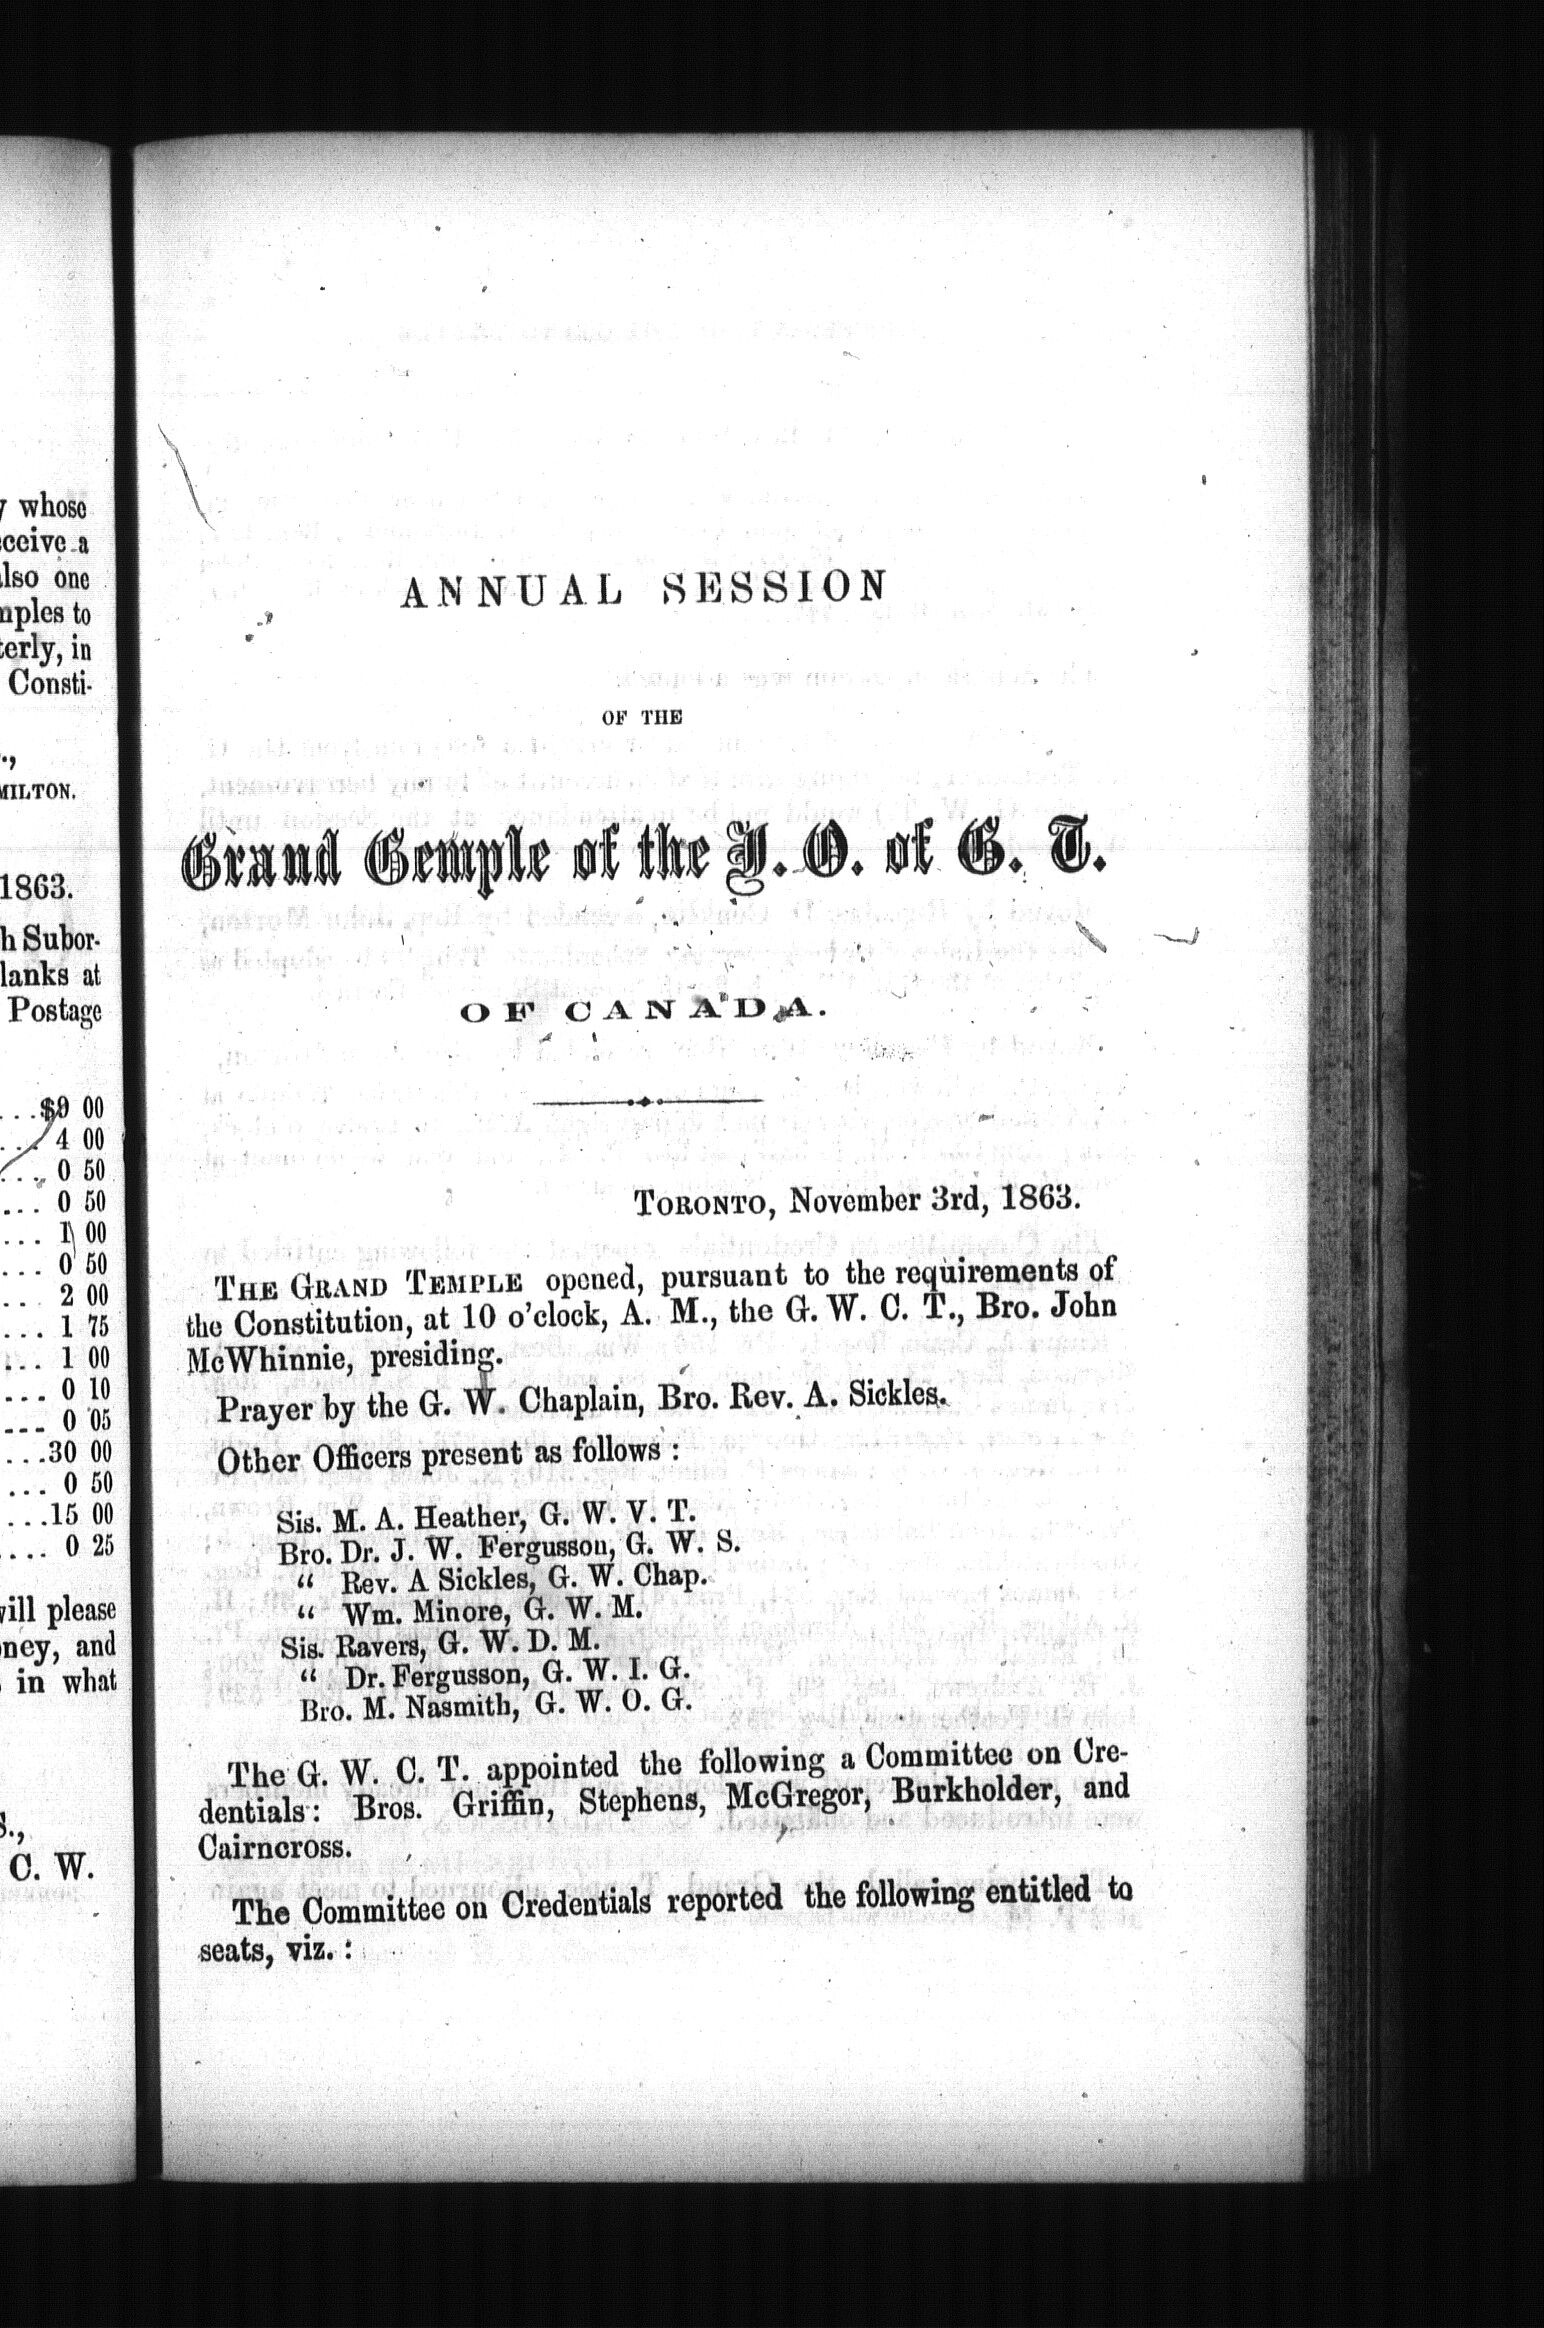 whose
ceive a
also one
mples to
terly, in
Consti-
MILTON.
1863.
h Subor-
lanks at
Postage
...$9 00
... 4 00
... 0 50
... 0 50
... 1 00
... 0 50
... 2 00
... 1 75
... 1 00
... 0 10
--- 0 05
...30 00
... 0 50
...15 00
.... 0 25
will please
oney, and
in what
S.,
C. W.
ANNUAL SESSION
OF THE
Grand Gemple of the I. O. of G. T.
OF CANADA.
TORONTO, November 3rd, 1863.
THE GRAND TEMPLE opened, pursuant to the requirements of
the Constitution, at 10 o'clock, A. M., the G. W. C. T., Bro. John
McWhinnie, presiding.
Prayer by the G. W. Chaplain, Bro. Rev. A. Sickles.
Other Officers present as follows :
Sis. M. A. Heather, G. W. V. T.
Bro. Dr. J. W. Fergusson, G. W. S.
“ Rev. A Sickles, G. W. Chap.
“ Wm. Minore, G. W. M.
Sis. Ravers, G. W. D. M.
“ Dr. Fergusson, G. W. I. G.
Bro. M. Nasmith, G. W. O. G.
The G. W. C. T. appointed the following a Committee on Cre-
dentials : Bros. Griffin, Stephens, McGregor, Burkholder, and
Cairncross.
The Committee on Credentials reported the following entitled to
seats, viz. :